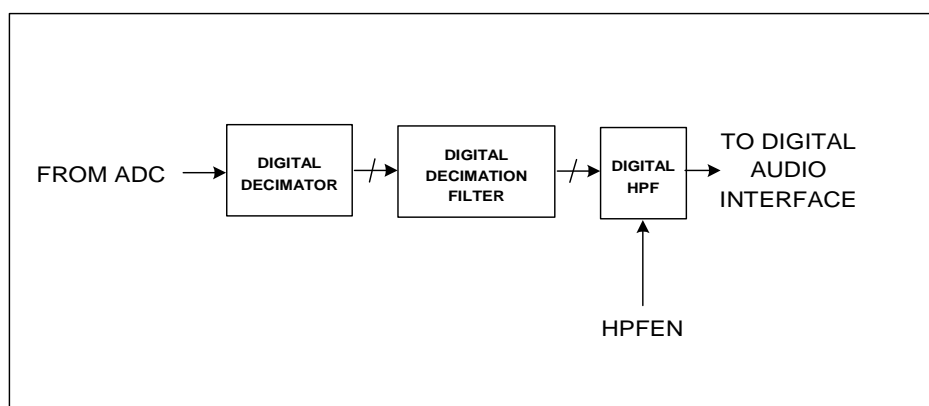 FROM ADC
DIGITAL
DECIMATOR
DIGITAL
DECIMATION
FILTER
DIGITAL
HPF
TO DIGITAL
AUDIO
INTERFACE
HPFEN